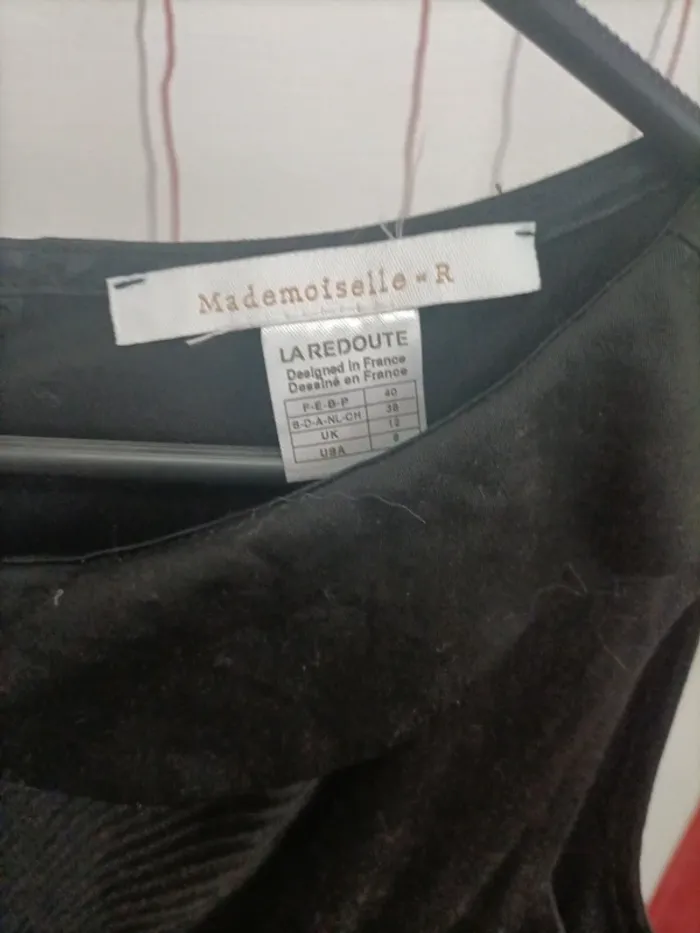 Mademoiselle R
LA REDOUTE
Designed in France
Dessiné en France
F-E-B-P 40
B-D-A-NL-CH 38
UK 12
USA 8